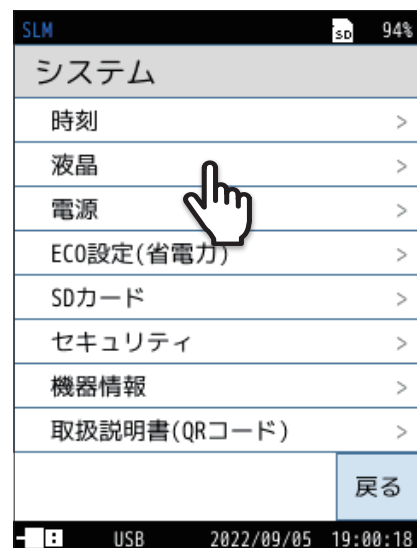 SLM SD 94%
システム
時刻 >
液晶 >
電源 >
ECO設定(省電力) >
SDカード >
セキュリティ >
機器情報 >
取扱説明書(QRコード) >
戻る
USB 2022/09/05 19:00:18